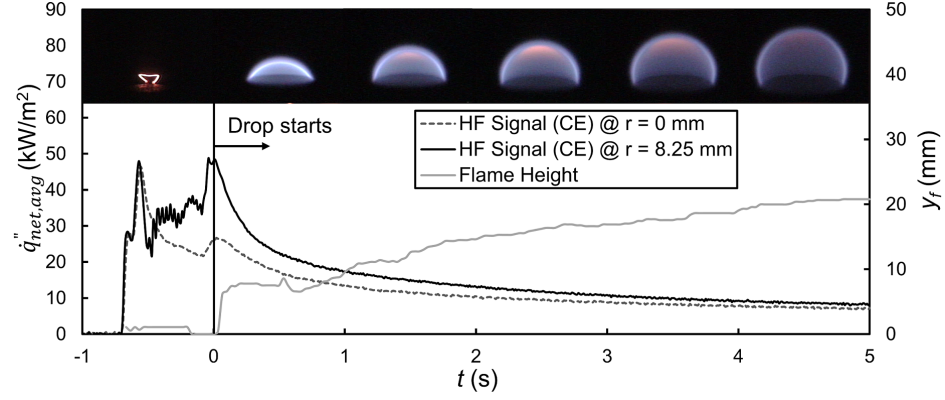 90
80
70
60
50
40
30
20
10
0
q̇"net,avg (kW/m²)
50
40
30
20
10
0
yf (mm)
Drop starts
HF Signal (CE) @ r = 0 mm
HF Signal (CE) @ r = 8.25 mm
Flame Height
-1 0 1 2 3 4 5
t (s)